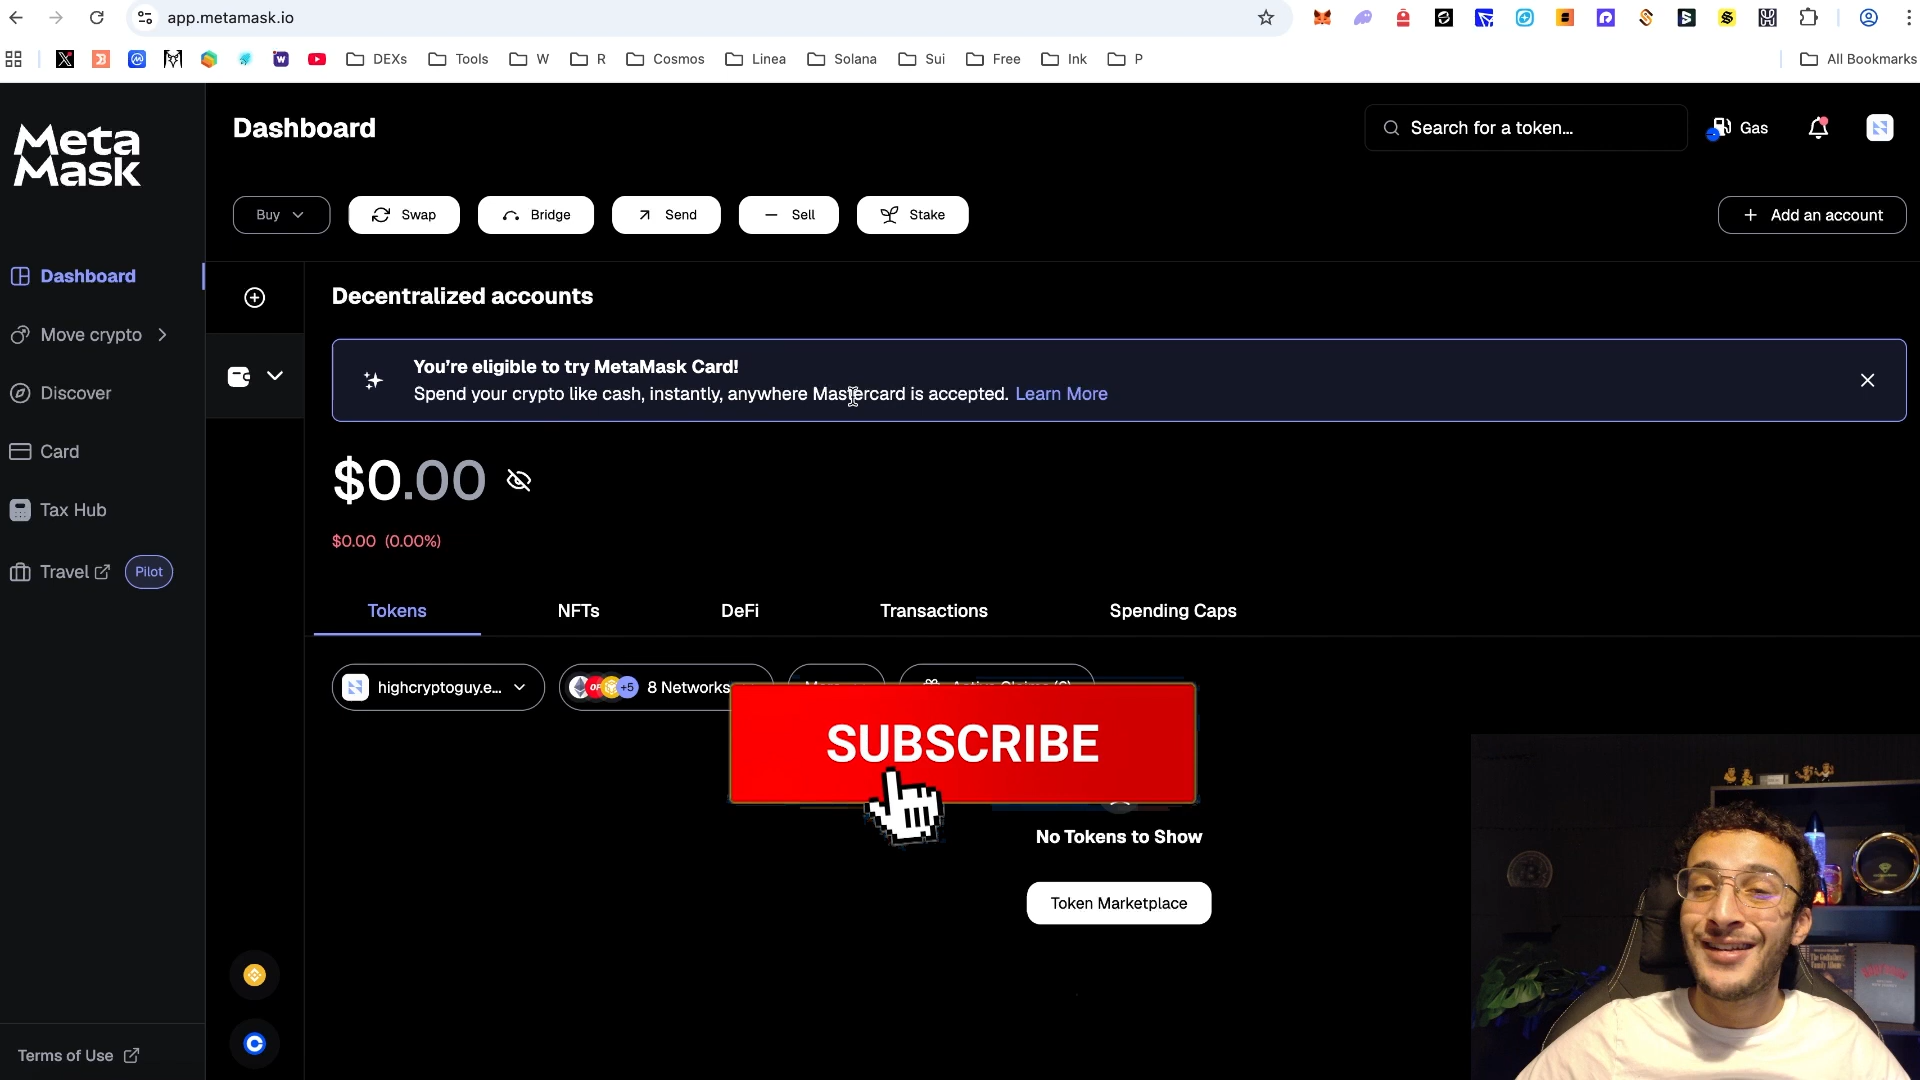 app.metamask.io
DEXs
Tools
W
R
Cosmos
Linea
Solana
Sui
Free
Ink
P
All Bookmarks
Meta
Mask
Dashboard
Search for a token...
Gas
Buy
Swap
Bridge
Send
Sell
Stake
+ Add an account
Dashboard
Move crypto
Discover
Card
Tax Hub
Travel
Pilot
Terms of Use
Decentralized accounts
You're eligible to try MetaMask Card!
Spend your crypto like cash, instantly, anywhere Mastercard is accepted. Learn More
$0.00
$0.00 (0.00%)
Tokens
NFTs
DeFi
Transactions
Spending Caps
highcryptoguy.e...
+5
8 Networks
SUBSCRIBE
No Tokens to Show
Token Marketplace